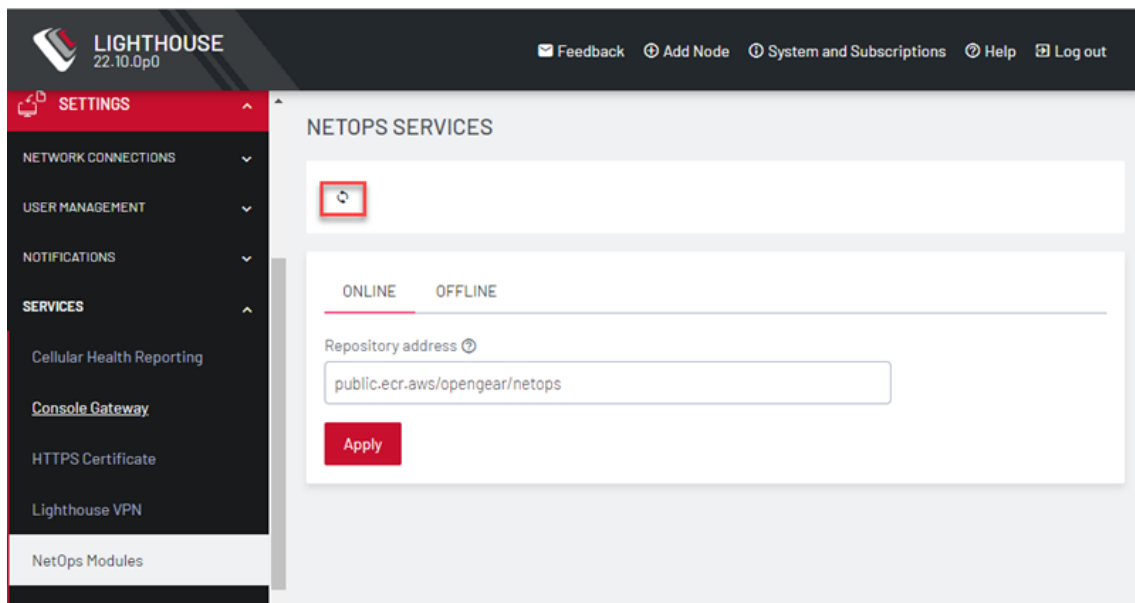 LIGHTHOUSE
22.10.0p0
Feedback
Add Node
System and Subscriptions
Help
Log out
SETTINGS
NETWORK CONNECTIONS
USER MANAGEMENT
NOTIFICATIONS
SERVICES
Cellular Health Reporting
Console Gateway
HTTPS Certificate
Lighthouse VPN
NetOps Modules
NETOPS SERVICES
ONLINE
OFFLINE
Repository address
public.ecr.aws/opengear/netops
Apply